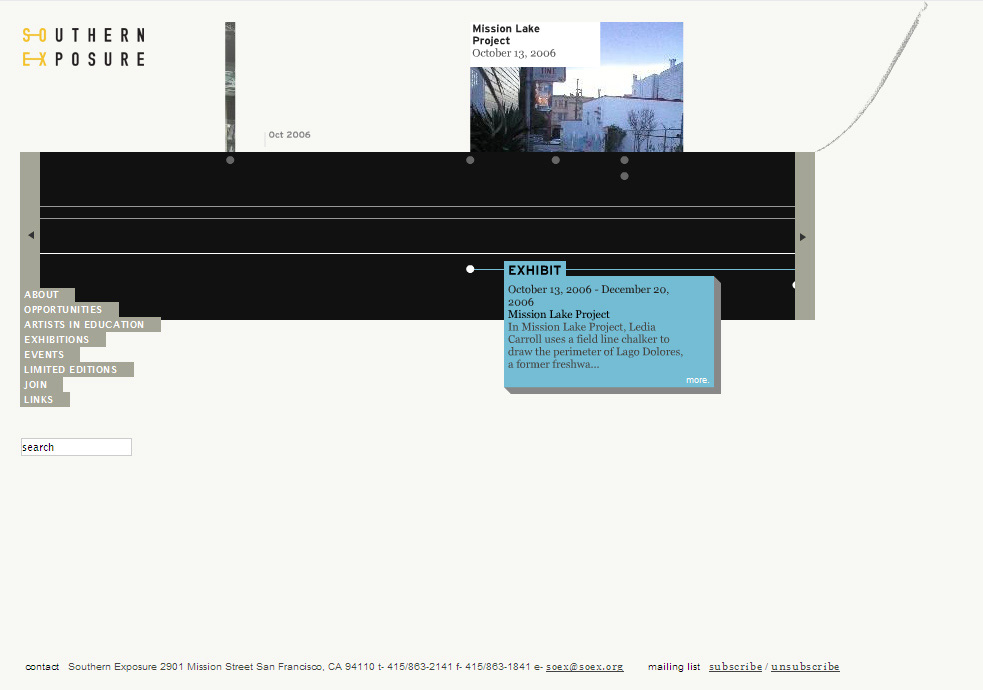 SOUTHERN
EXPOSURE
Mission Lake
Project
October 13, 2006
Oct 2006
EXHIBIT
October 13, 2006 - December 20,
2006
Mission Lake Project
In Mission Lake Project, Ledia
Carroll uses a field line chalker to
draw the perimeter of Lago Dolores,
a former freshwa...
more.
ABOUT
OPPORTUNITIES
ARTISTS IN EDUCATION
EXHIBITIONS
EVENTS
LIMITED EDITIONS
JOIN
LINKS
search
contact Southern Exposure 2901 Mission Street San Francisco, CA 94110 t- 415/863-2141 f- 415/863-1841 e- soex@soex.org mailing list subscribe / unsubscribe